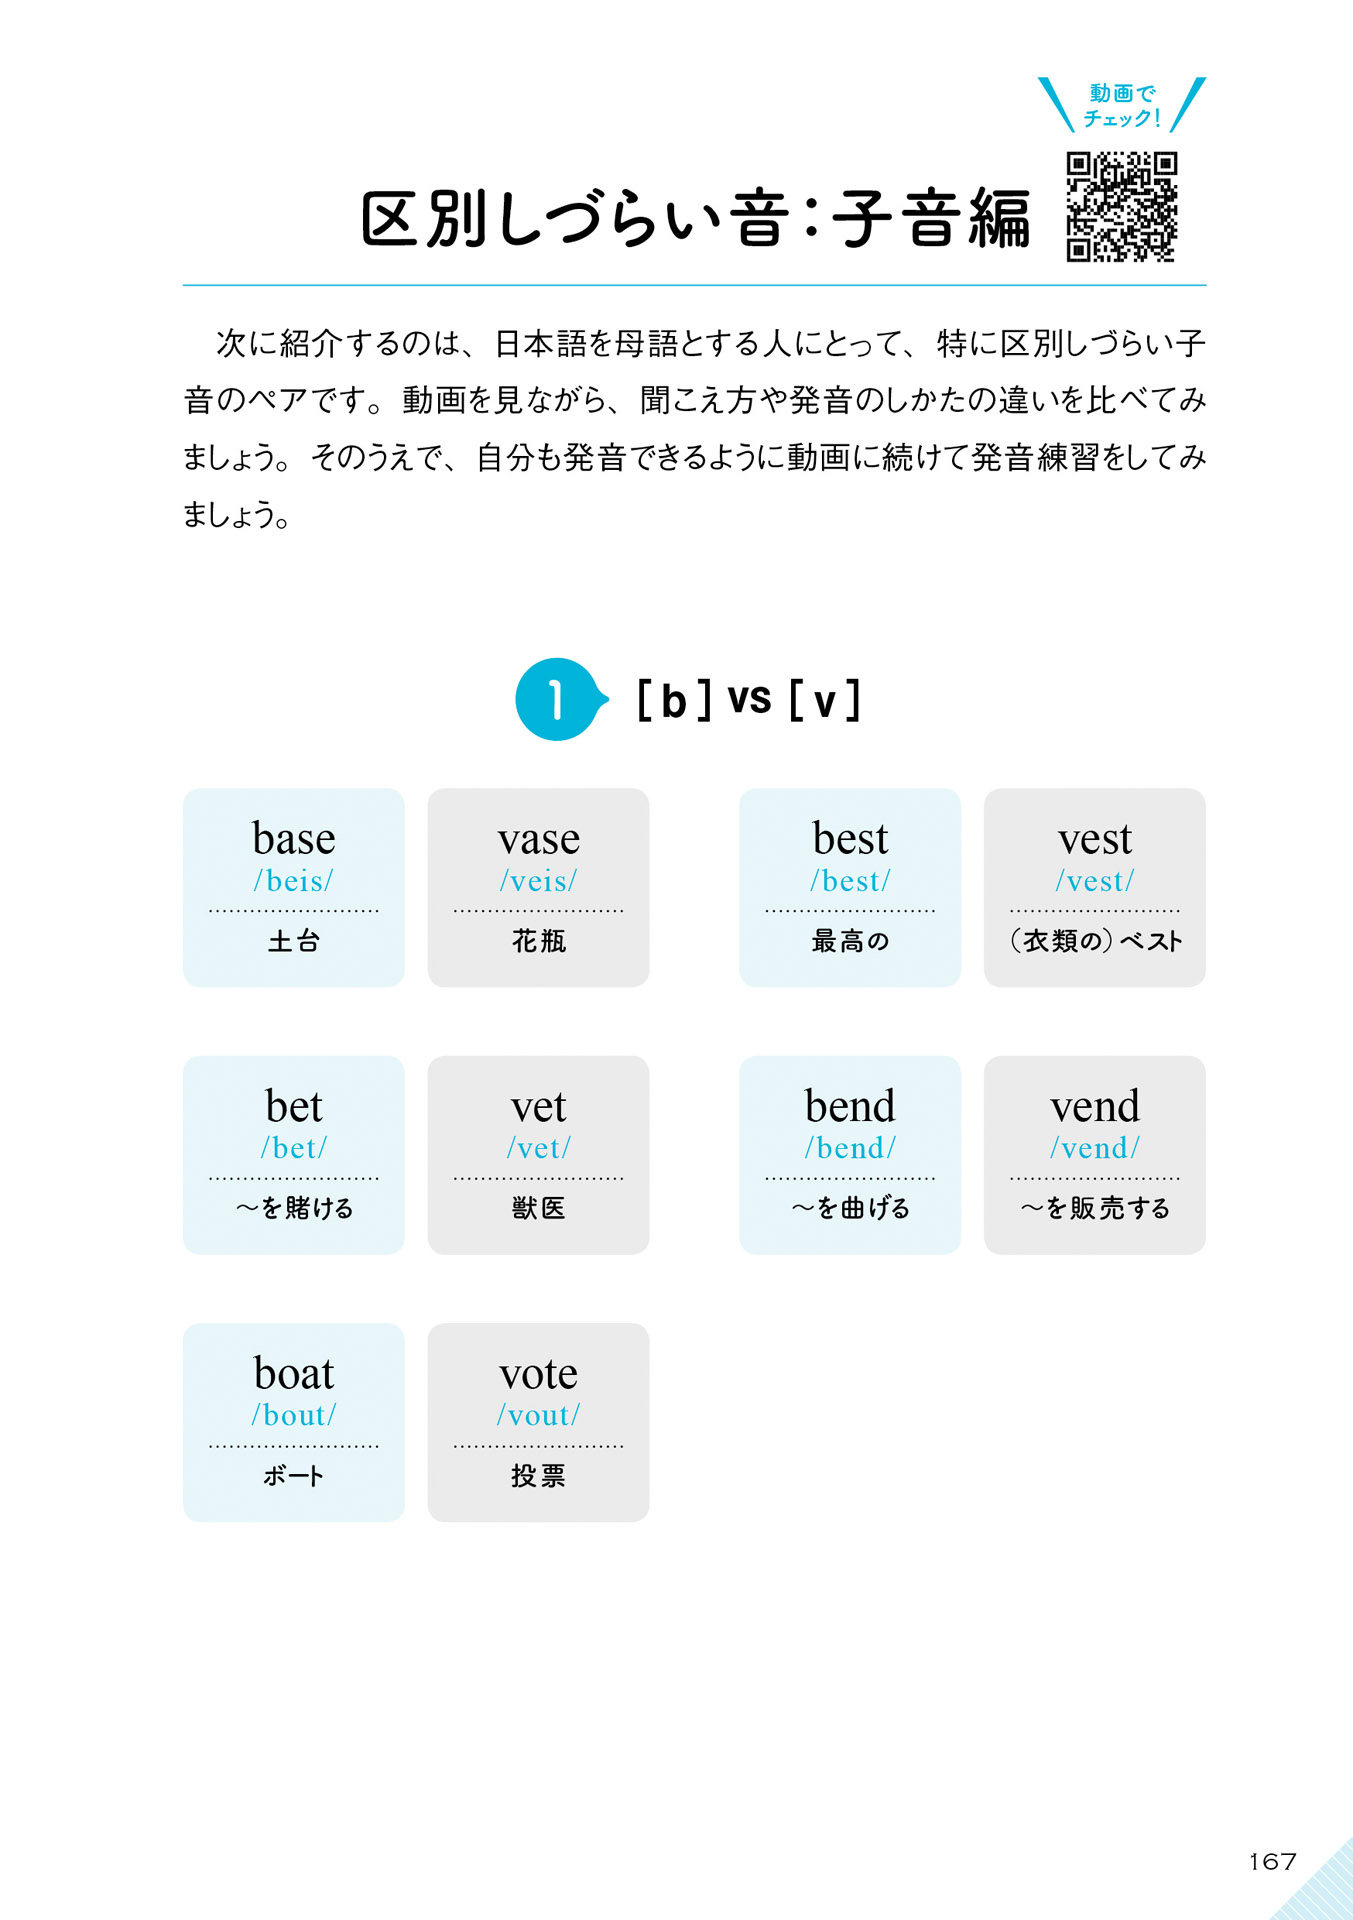 動画で
チェック!
区別しづらい音:子音編
次に紹介するのは、日本語を母語とする人にとって、特に区別しづらい子
音のペアです。動画を見ながら、聞こえ方や発音のしかたの違いを比べてみ
ましょう。そのうえで、自分も発音できるように動画に続けて発音練習をしてみ
ましょう。
1 [b] vs [v]
base
/beis/
土台
vase
/veis/
花瓶
best
/best/
最高の
vest
/vest/
(衣類の)ベスト
bet
/bet/
~を賭ける
vet
/vet/
獣医
bend
/bend/
~を曲げる
vend
/vend/
~を販売する
boat
/bout/
ボート
vote
/vout/
投票
167